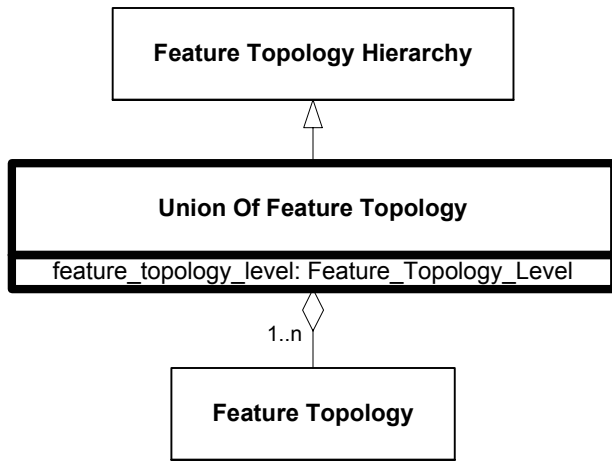 Feature Topology Hierarchy
Union Of Feature Topology
feature_topology_level: Feature_Topology_Level
1..n
Feature Topology